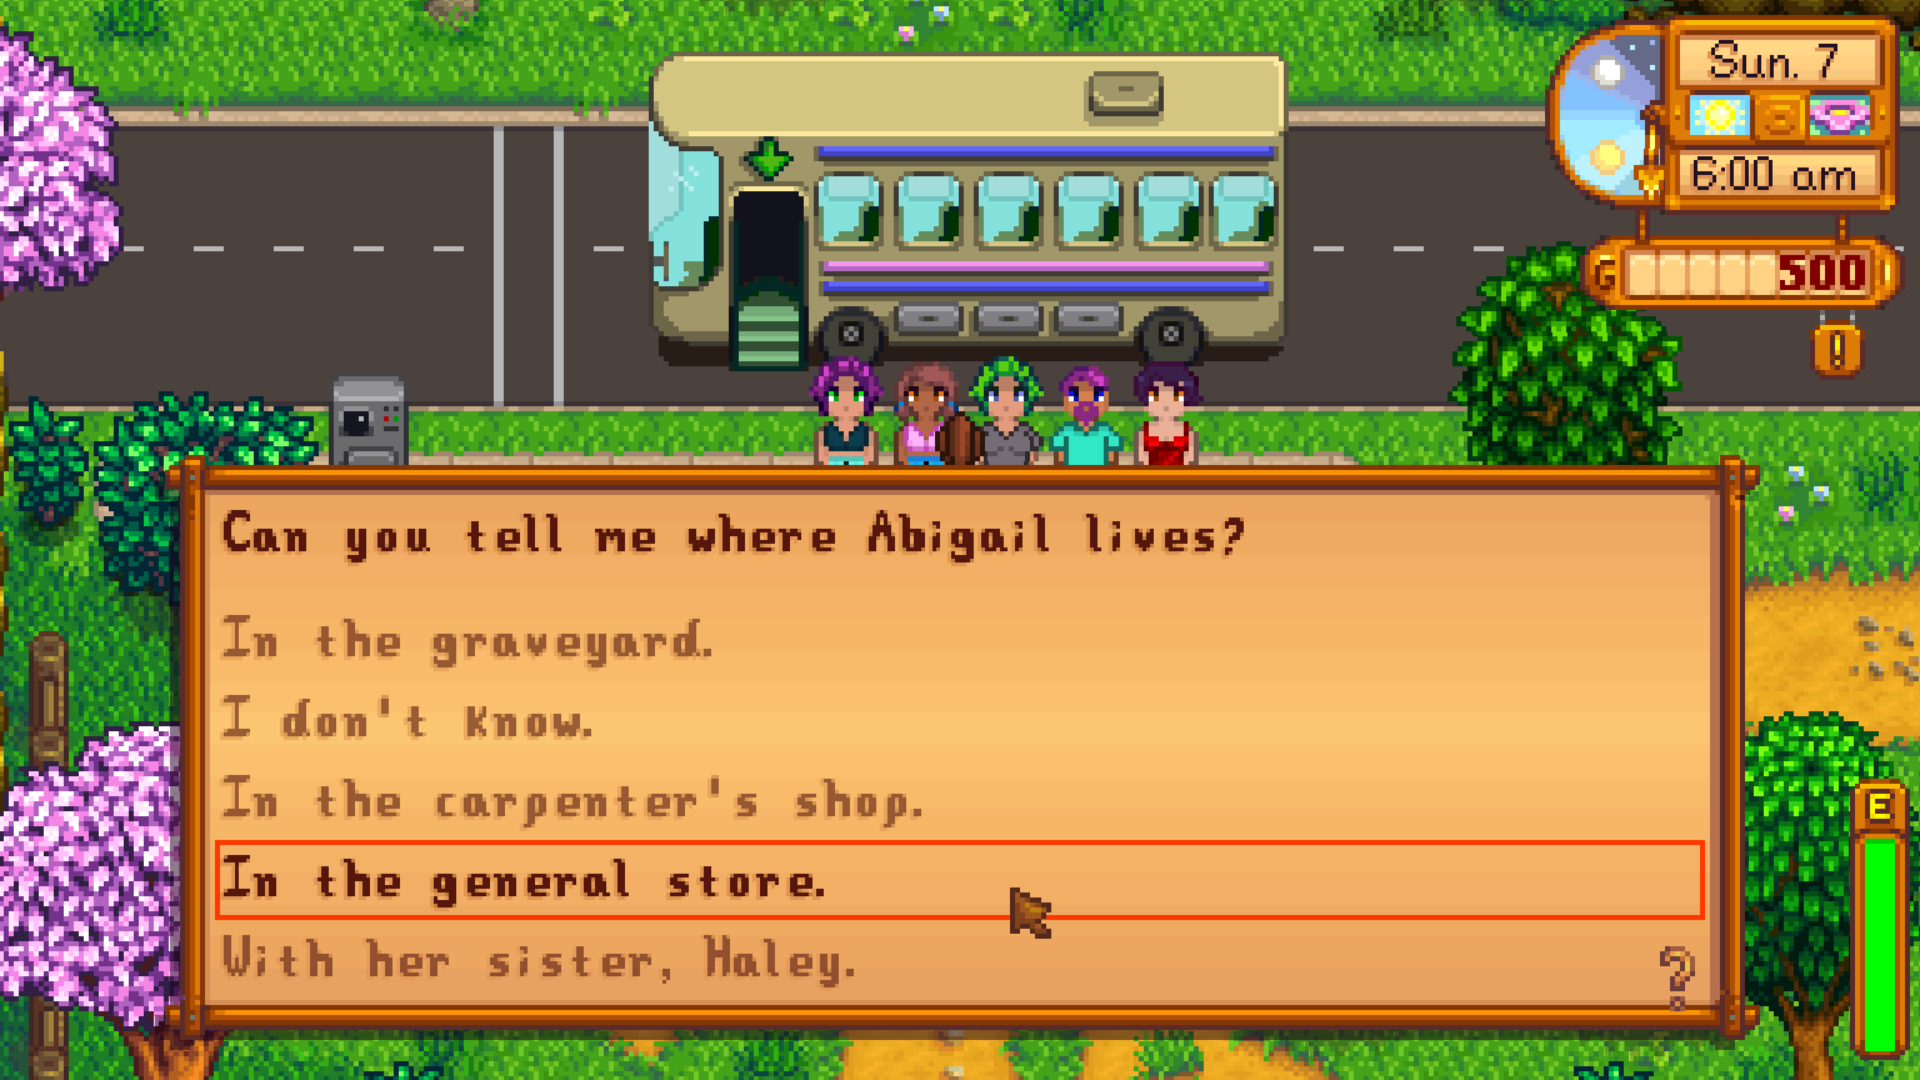 Sun. 7
6:00 am
G 500
!
Can you tell me where Abigail lives?
In the graveyard.
I don't know.
In the carpenter's shop.
In the general store.
With her sister, Haley.
?
E